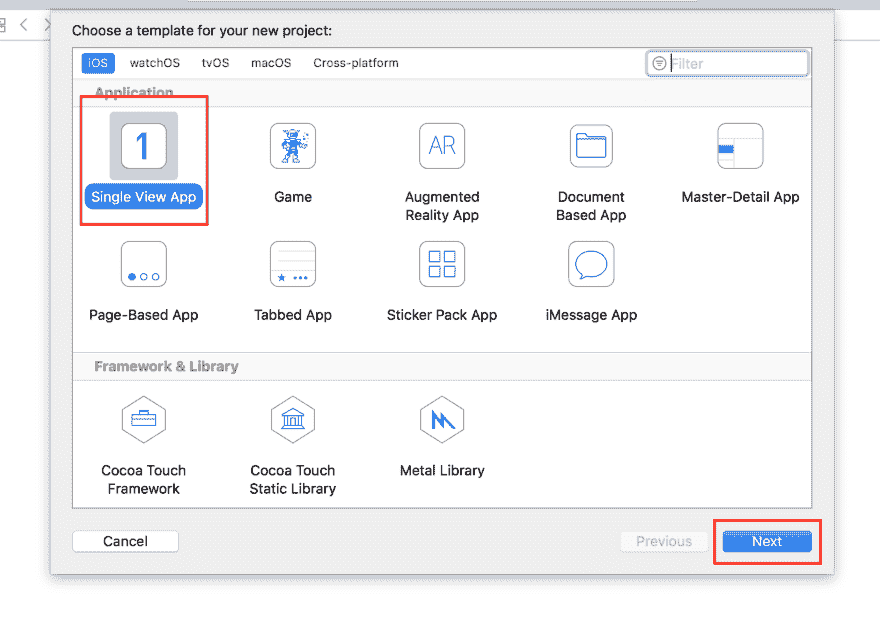 Choose a template for your new project:
iOS watchOS tvOS macOS Cross-platform Filter
Application
1 AR
Single View App Game Augmented Reality App Document Based App Master-Detail App
Page-Based App Tabbed App Sticker Pack App iMessage App
Framework & Library
Cocoa Touch Framework Cocoa Touch Static Library Metal Library
Cancel Previous Next